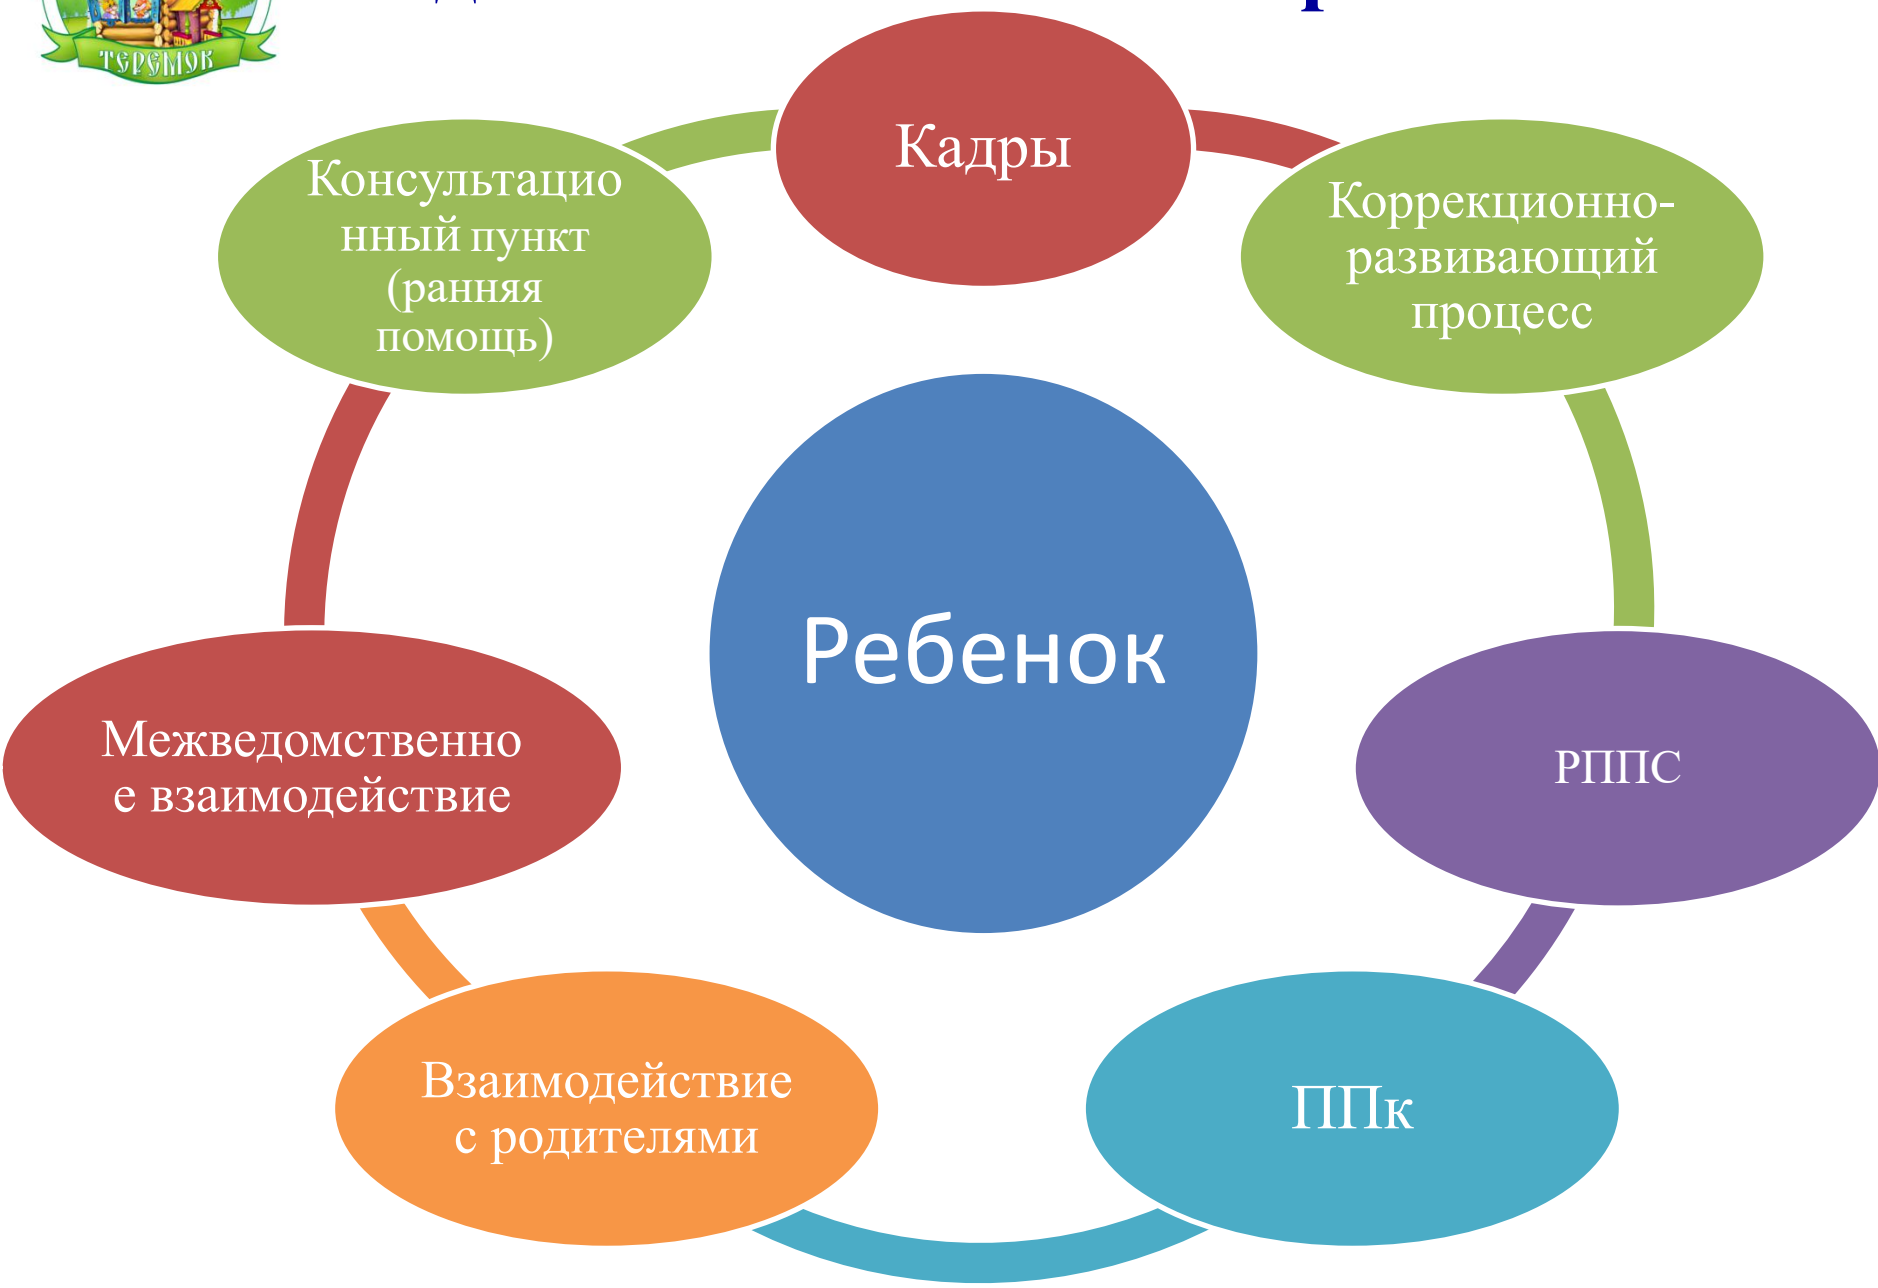 ТЕРЕМОК
Кадры
Коррекционно-
развивающий
процесс
РППС
ППк
Взаимодействие
с родителями
Межведомственно
е взаимодействие
Консультацио
нный пункт
(ранняя
помощь)
Ребенок